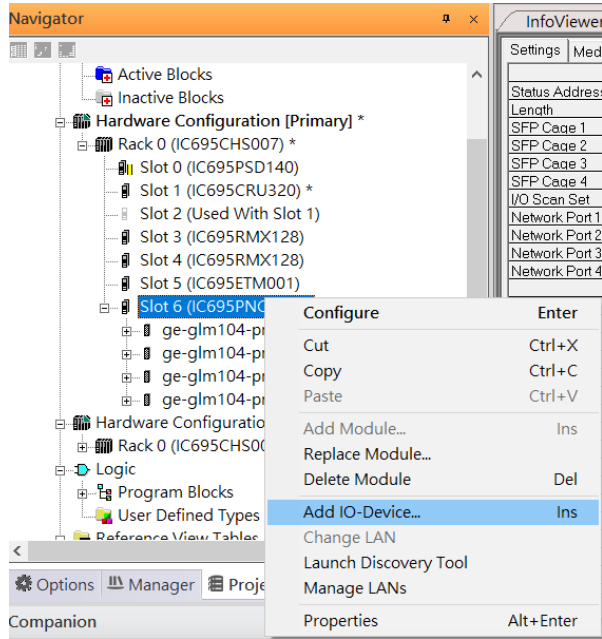 Navigator
InfoViewer
Settings Med
Active Blocks
Inactive Blocks
Hardware Configuration [Primary] *
Rack 0 (IC695CHS007) *
Slot 0 (IC695PSD140)
Slot 1 (IC695CRU320) *
Slot 2 (Used With Slot 1)
Slot 3 (IC695RMX128)
Slot 4 (IC695RMX128)
Slot 5 (IC695ETM001)
Slot 6 (IC695PNC
ge-glm104-pr
ge-glm104-pr
ge-glm104-pr
ge-glm104-pr
Hardware Configuratio
Rack 0 (IC695CHS00
Logic
Program Blocks
User Defined Types
Reference View Tables
Options Manager Proje
Companion
Status Address
Length
SFP Cage 1
SFP Cage 2
SFP Cage 3
SFP Cage 4
I/O Scan Set
Network Port 1
Network Port 2
Network Port 3
Network Port 4
Configure Enter
Cut Ctrl+X
Copy Ctrl+C
Paste Ctrl+V
Add Module... Ins
Replace Module...
Delete Module Del
Add IO-Device... Ins
Change LAN
Launch Discovery Tool
Manage LANs
Properties Alt+Enter